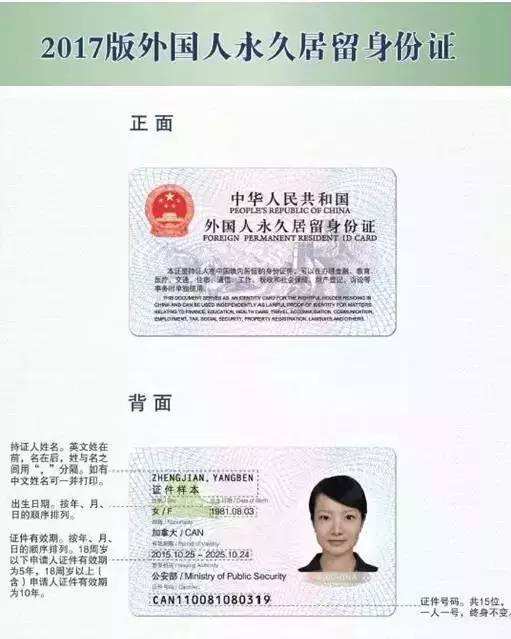 2017版外国人永久居留身份证
正面
中华人民共和国
PEOPLE'S REPUBLIC OF CHINA
外国人永久居留身份证
FOREIGN PERMANENT RESIDENT ID CARD
本证是持证人在中国境内居留的身份证件，可以在办理金融、教育
医疗、交通、住宿、通信、工作、税收和社会保险、财产登记、诉讼等
事务时单独使用。
THIS DOCUMENT SERVES AS AN IDENTITY CARD FOR THE RIGHTFUL HOLDER RESIDING IN
CHINA AND CAN BE USED INDEPENDENTLY AS LAWFUL PROOF OF IDENTITY FOR MATTERS
RELATING TO FINANCE, EDUCATION, HEALTH CARE, TRAVEL, ACCOMMODATION, COMMUNICATION,
EMPLOYMENT, TAX, SOCIAL SECURITY, PROPERTY REGISTRATION, LAWSUITS AND OTHERS.
背面
持证人姓名。英文姓在
前，名在后，姓与名之
间用“，”分隔。如有
中文姓名可一并打印。
ZHENGJIAN, YANGBEN
证件样本
出生日期 / Date of Birth
出生日期。按年、月、
日的顺序排列。
女 / F
1981.08.03
加拿大 / CAN
证件有效期。按年、月、
日的顺序排列。18周岁
以下申请人证件有效期
为5年，18周岁以上（
含）申请人证件有效期
为10年。
Period of Validity
2015.10.25 – 2025.10.24
公安部 / Ministry of Public Security
CAN110081080319
证件号码。共15位，
一人一号，终身不变。